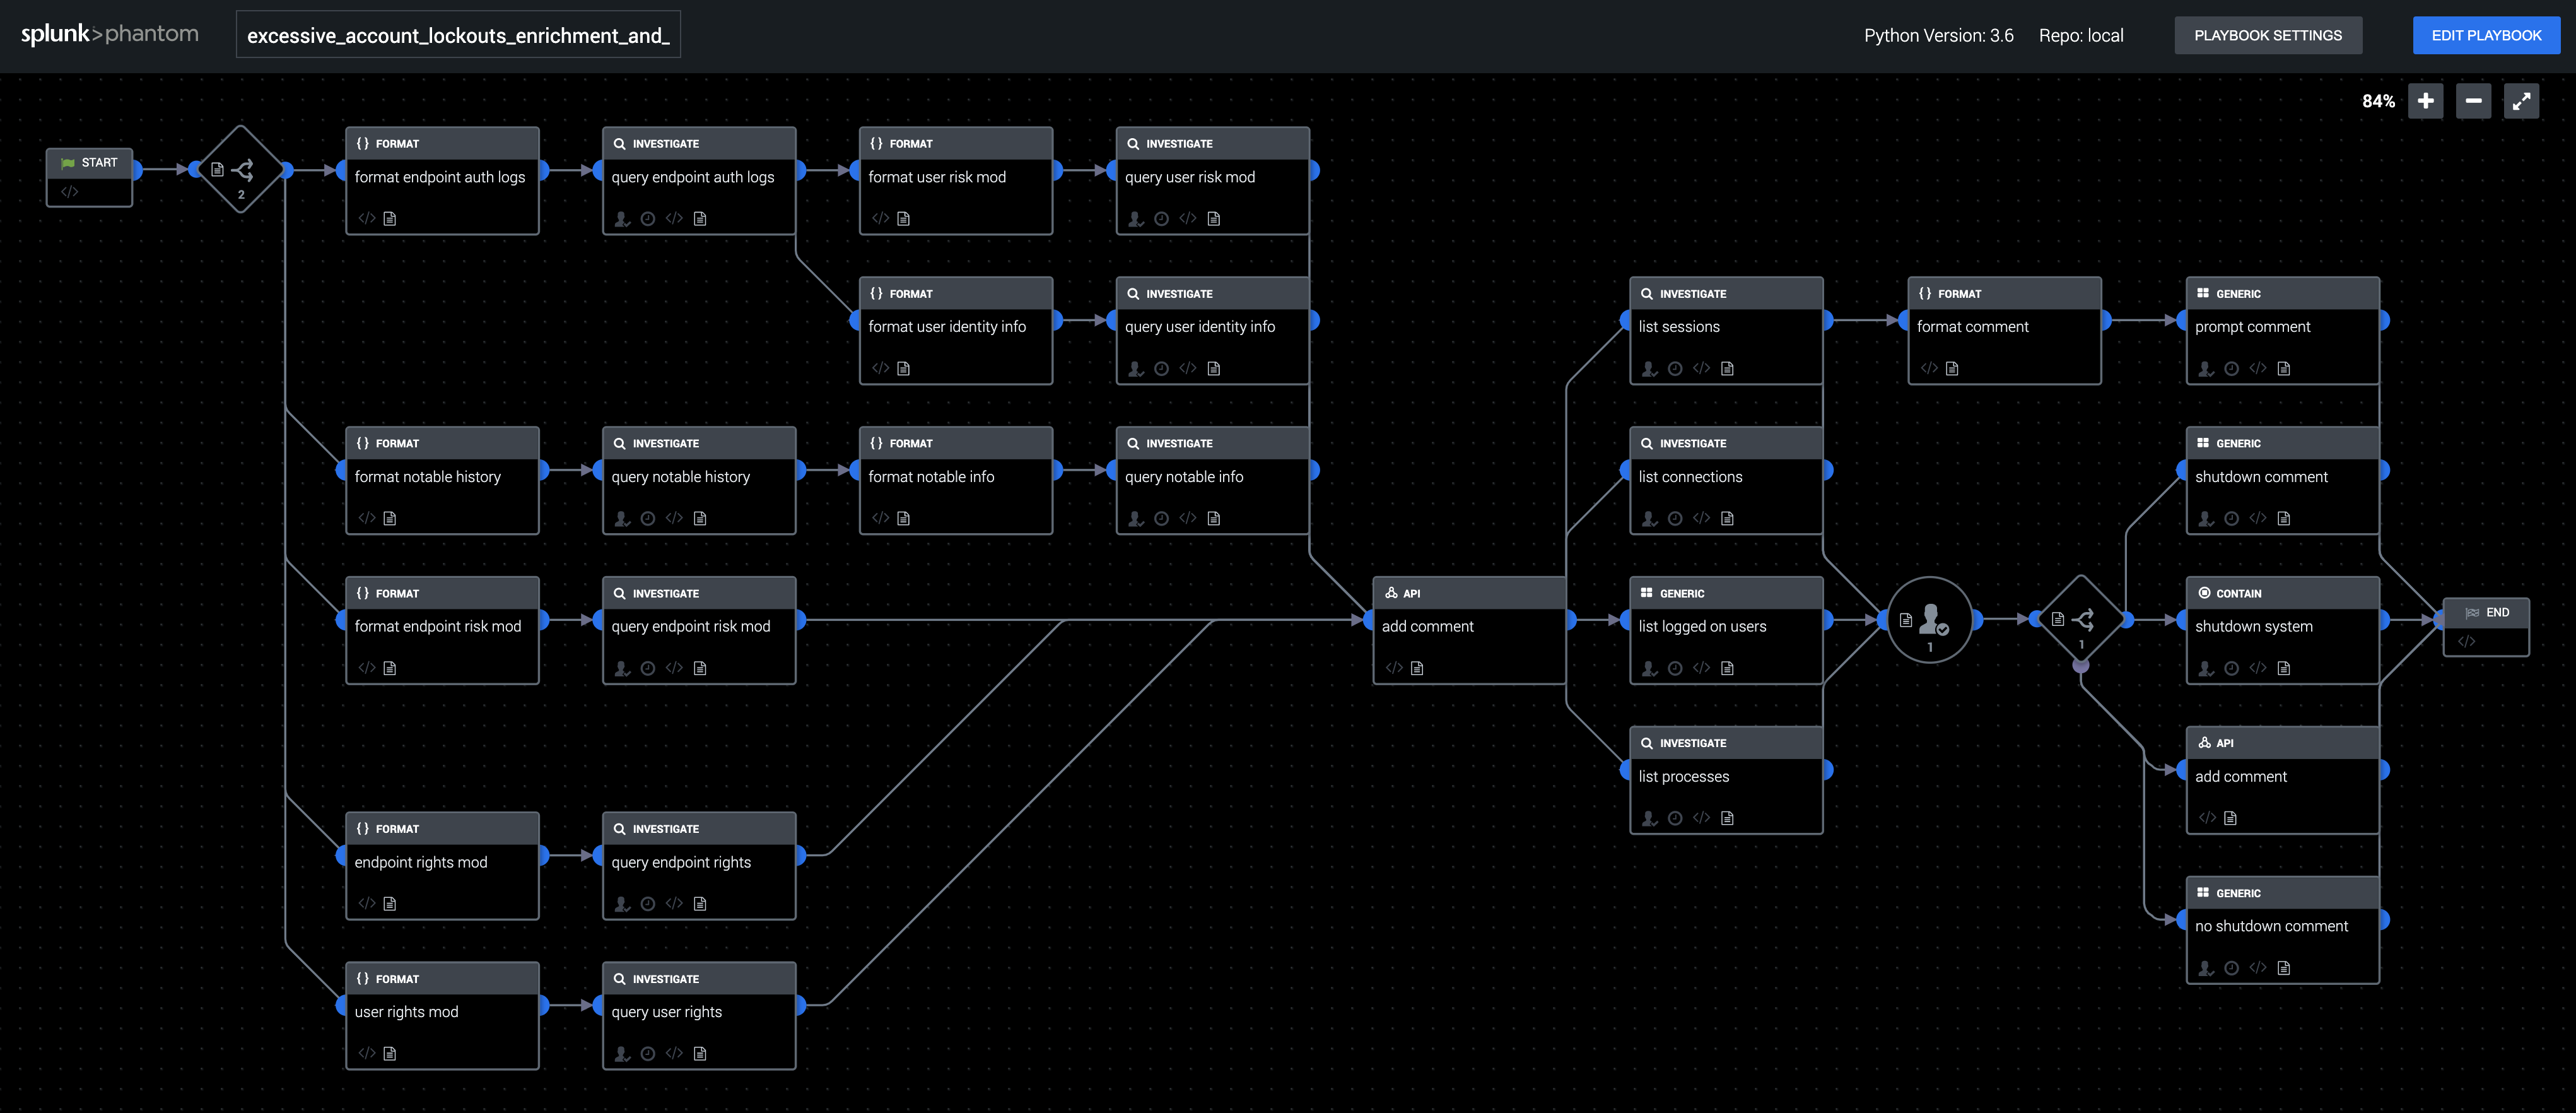 splunk>phantom
excessive_account_lockouts_enrichment_and_
Python Version: 3.6
Repo: local
PLAYBOOK SETTINGS
EDIT PLAYBOOK
84%
START
2
FORMAT
format endpoint auth logs
INVESTIGATE
query endpoint auth logs
FORMAT
format user risk mod
INVESTIGATE
query user risk mod
FORMAT
format user identity info
INVESTIGATE
query user identity info
FORMAT
format notable history
INVESTIGATE
query notable history
FORMAT
format notable info
INVESTIGATE
query notable info
FORMAT
format endpoint risk mod
INVESTIGATE
query endpoint risk mod
FORMAT
endpoint rights mod
INVESTIGATE
query endpoint rights
FORMAT
user rights mod
INVESTIGATE
query user rights
API
add comment
INVESTIGATE
list sessions
FORMAT
format comment
GENERIC
prompt comment
INVESTIGATE
list connections
GENERIC
list logged on users
INVESTIGATE
list processes
1
1
GENERIC
shutdown comment
CONTAIN
shutdown system
API
add comment
GENERIC
no shutdown comment
END